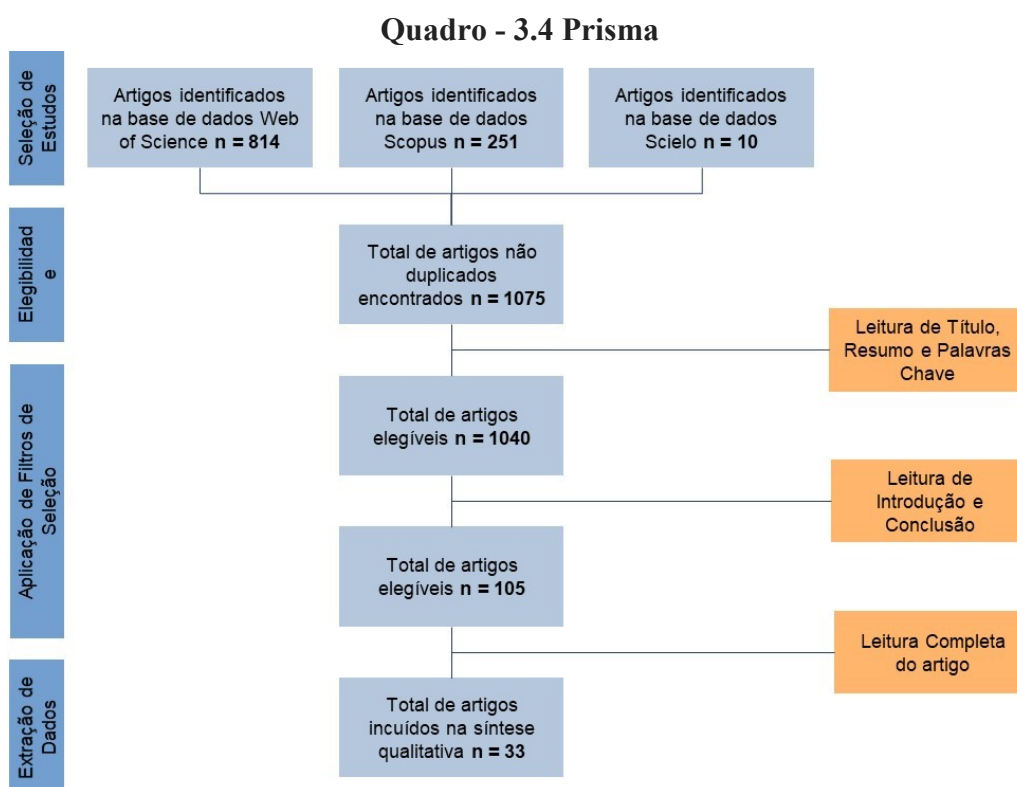 Quadro - 3.4 Prisma
Seleção de
Estudos
Artigos identificados
na base de dados Web
of Science n = 814
Artigos identificados
na base de dados
Scopus n = 251
Artigos identificados
na base de dados
Scielo n = 10
Elegibilidad
e
Total de artigos não
duplicados
encontrados n = 1075
Leitura de Título,
Resumo e Palavras
Chave
Aplicação de Filtros de
Seleção
Total de artigos
elegíveis n = 1040
Leitura de
Introdução e
Conclusão
Total de artigos
elegíveis n = 105
Leitura Completa
do artigo
Extração de
Dados
Total de artigos
incuídos na síntese
qualitativa n = 33